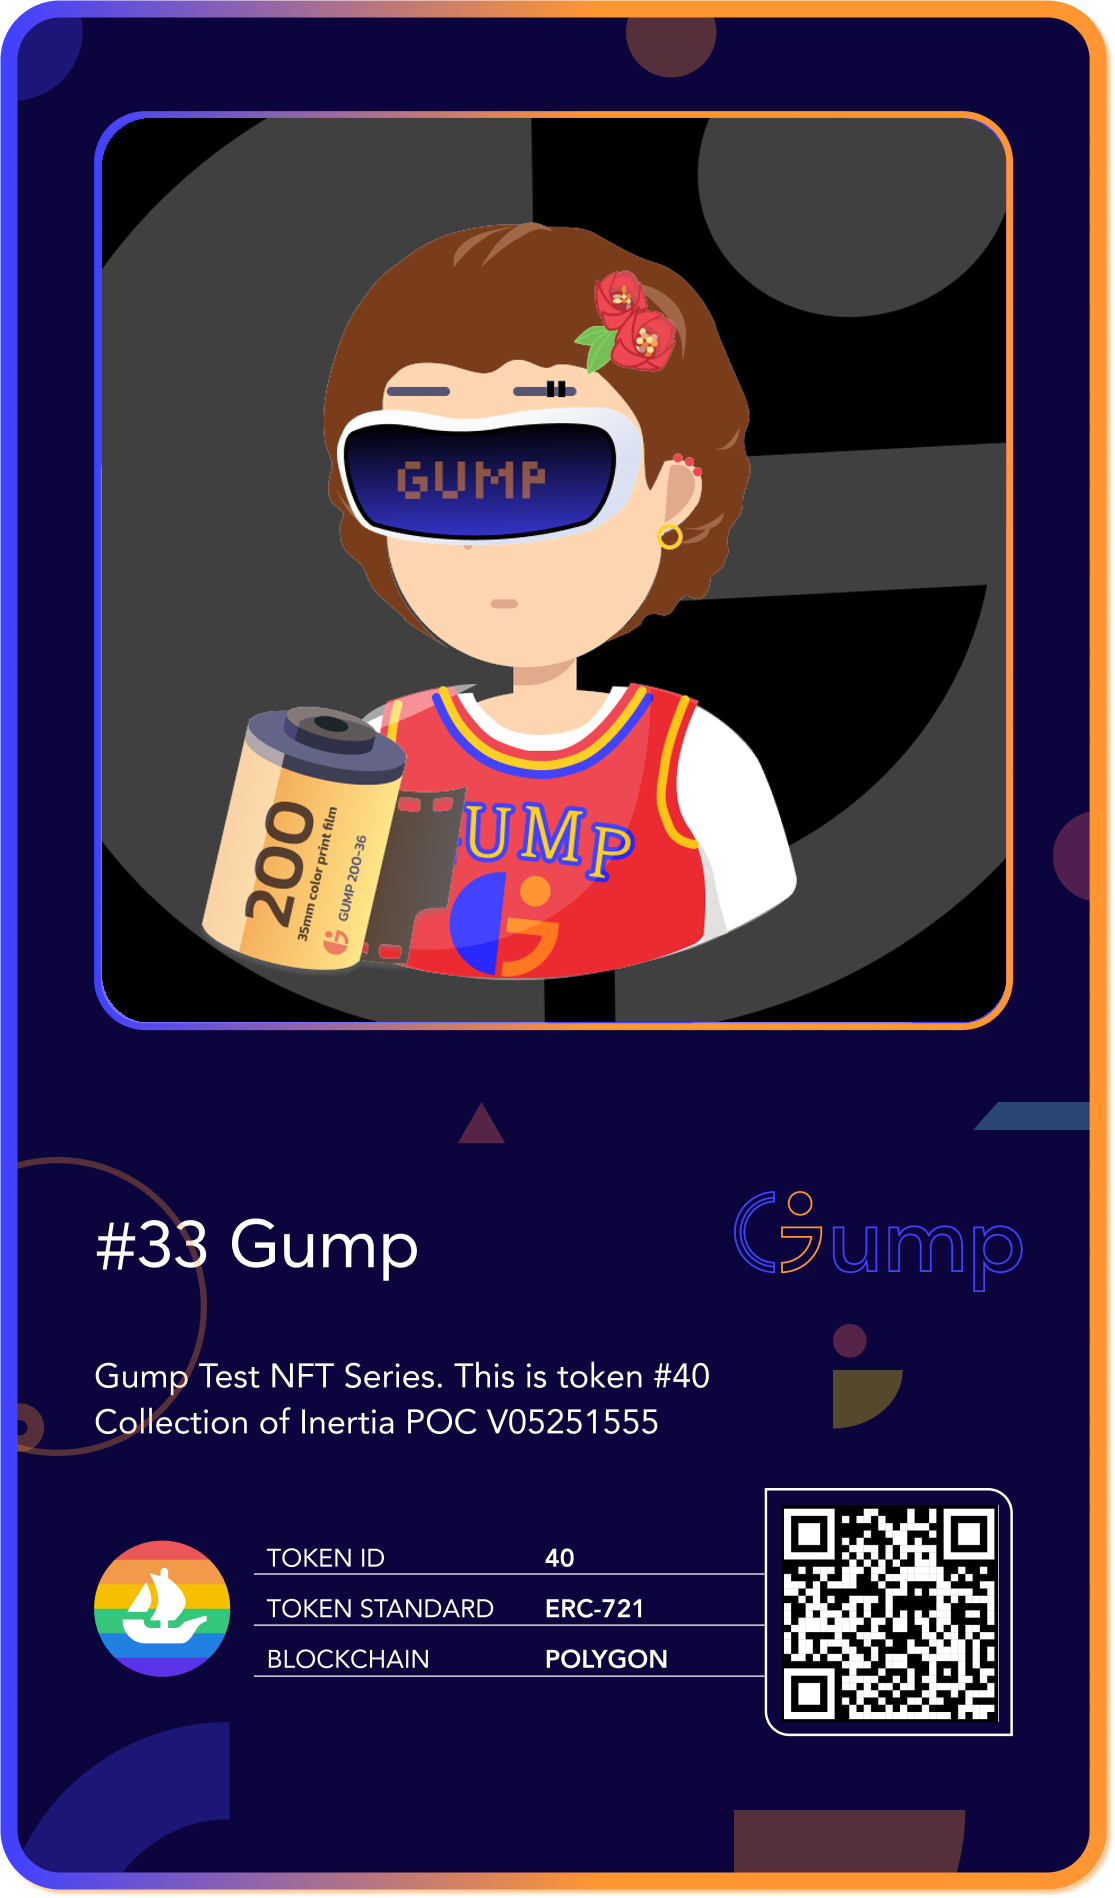 GUMP
UMP
200
35mm color print film
GUMP 200-36
#33 Gump
Gump
Gump Test NFT Series. This is token #40
Collection of Inertia POC V05251555
TOKEN ID 40
TOKEN STANDARD ERC-721
BLOCKCHAIN POLYGON